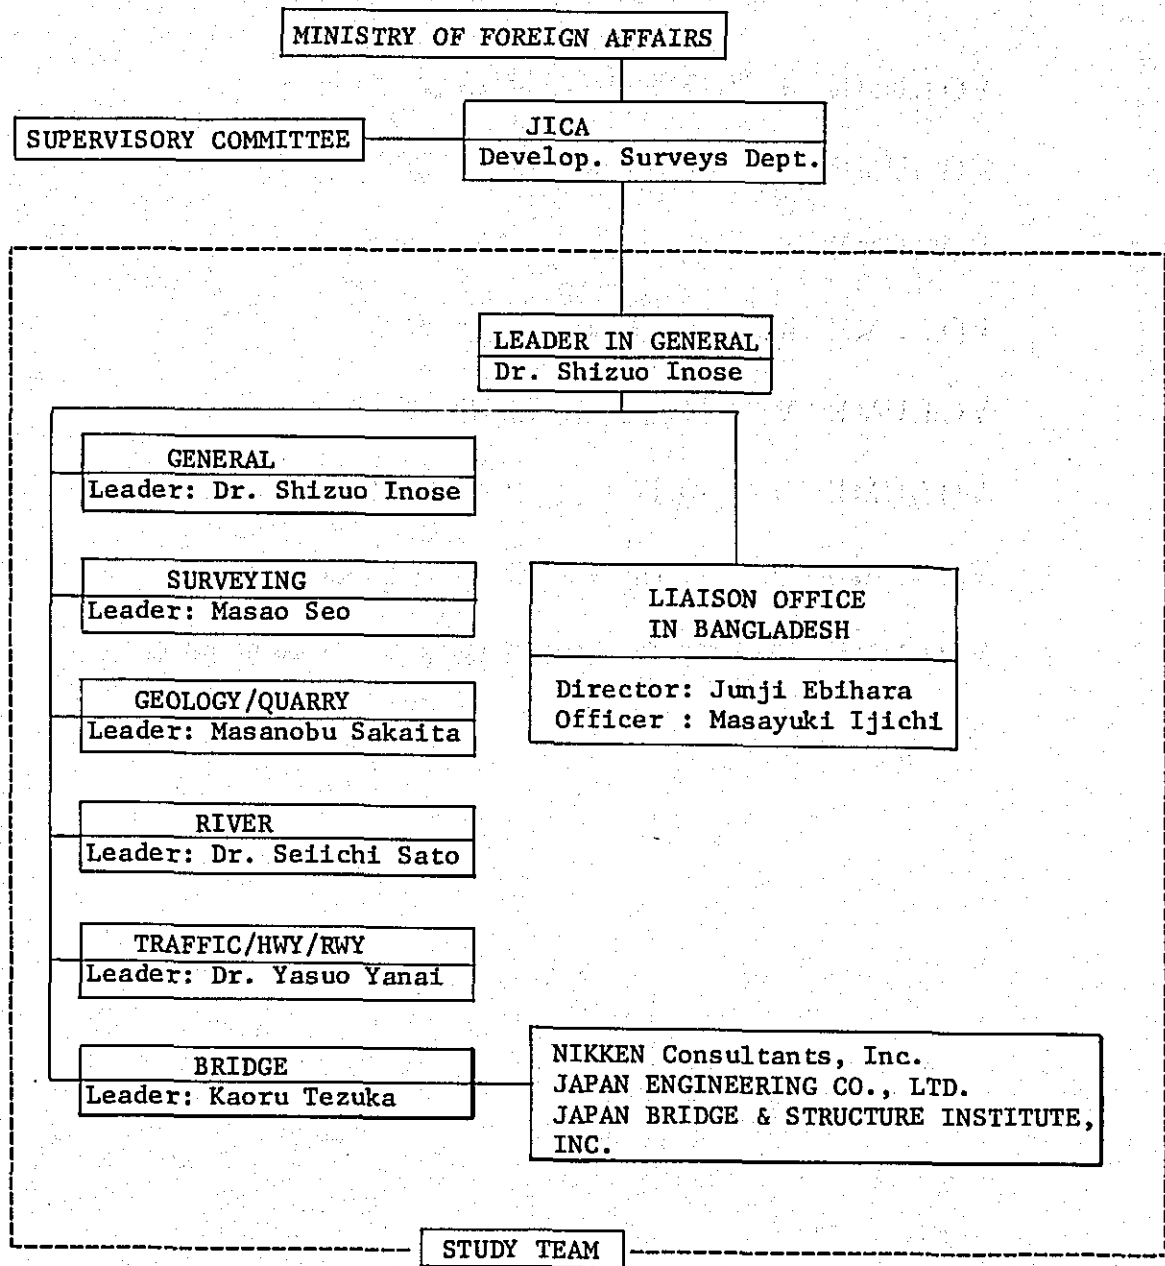 MINISTRY OF FOREIGN AFFAIRS
SUPERVISORY COMMITTEE
JICA
Develop. Surveys Dept.
LEADER IN GENERAL
Dr. Shizuo Inose
GENERAL
Leader: Dr. Shizuo Inose
SURVEYING
Leader: Masao Seo
GEOLOGY/QUARRY
Leader: Masanobu Sakaita
RIVER
Leader: Dr. Seiichi Sato
TRAFFIC/HWY/RWY
Leader: Dr. Yasuo Yanai
BRIDGE
Leader: Kaoru Tezuka
LIAISON OFFICE
IN BANGLADESH
Director: Junji Ebihara
Officer : Masayuki Ijichi
NIKKEN Consultants, Inc.
JAPAN ENGINEERING CO., LTD.
JAPAN BRIDGE & STRUCTURE INSTITUTE,
INC.
STUDY TEAM